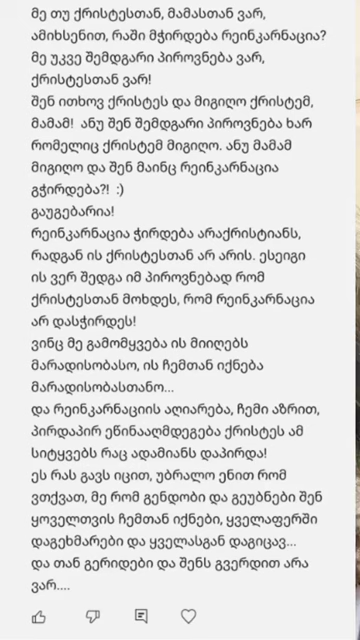 მე თუ ქრისტესთან, მამასთან ვარ,
ამიხსენით, რაში მჭირდება რეინკარნაცია?
მე უკვე შემდგარი პიროვნება ვარ,
ქრისტესთან ვარ!
შენ ითხოვ ქრისტეს და მიგიღო ქრისტემ,
მამამ! ანუ შენ შემდგარი პიროვნება ხარ
რომელიც ქრისტემ მიგიღო. ანუ მამამ
მიგიღო და შენ მაინც რეინკარნაცია
გჭირდება?! :)
გაუგებარია!
რეინკარნაცია ჭირდება არაქრისტიანს,
რადგან ის ქრისტესთან არ არის. ესეიგი
ის ვერ შედგა იმ პიროვნებად რომ
ქრისტესთან მოხდეს, რომ რეინკარნაცია
არ დასჭირდეს!
ვინც მე გამომყვება ის მიიღებს
მარადისობასო, ის ჩემთან იქნება
მარადისობასთანო...
და რეინკარნაციის აღიარება, ჩემი აზრით,
პირდაპირ ეწინააღმდეგება ქრისტეს ამ
სიტყვებს რაც ადამიანს დაპირდა!
ეს რას გავს იცით, უბრალო ენით რომ
ვთქვათ, მე რომ გენდობი და გეუბნები შენ
ყოველთვის ჩემთან იქნები, ყველაფერში
დაგეხმარები და ყველასგან დაგიცავ...
და თან გერიდები და შენს გვერდით არა
ვარ....